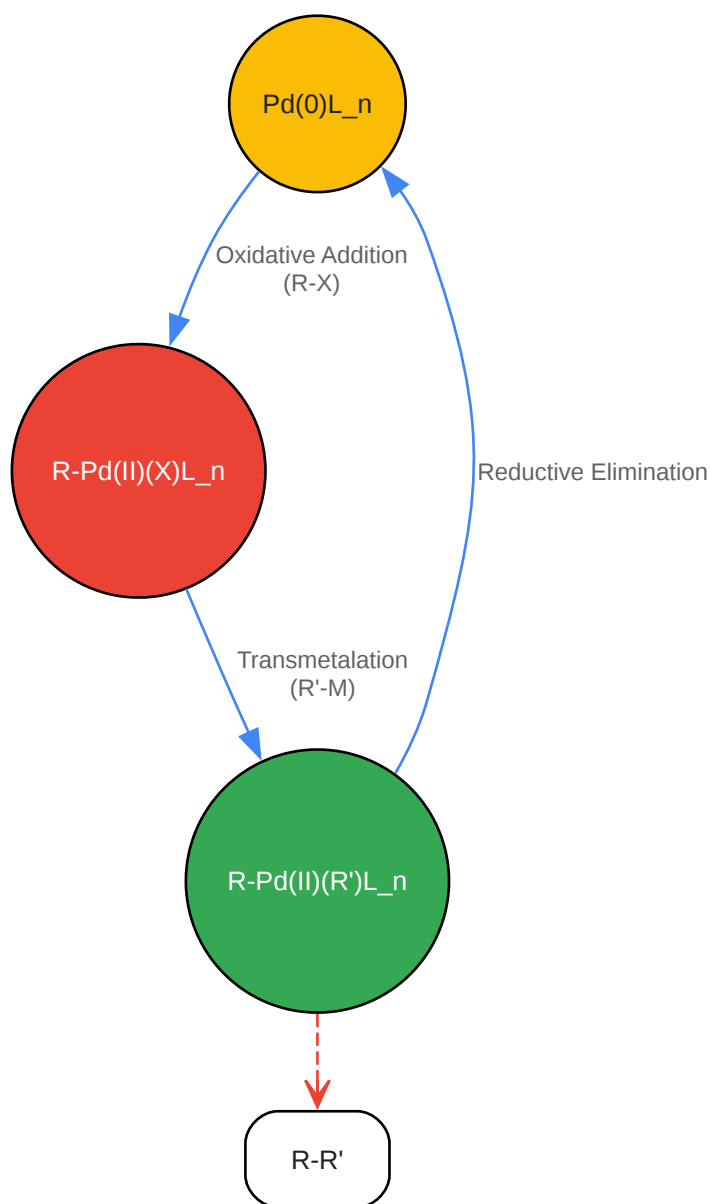 Pd(0)L_n
Oxidative Addition
(R-X)
R-Pd(II)(X)L_n
Reductive Elimination
Transmetalation
(R'-M)
R-Pd(II)(R')L_n
R-R'